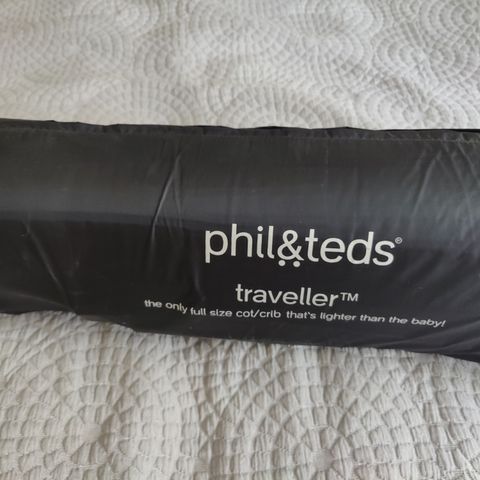 phil&teds®
traveller™
the only full size cot/crib that's lighter than the baby!